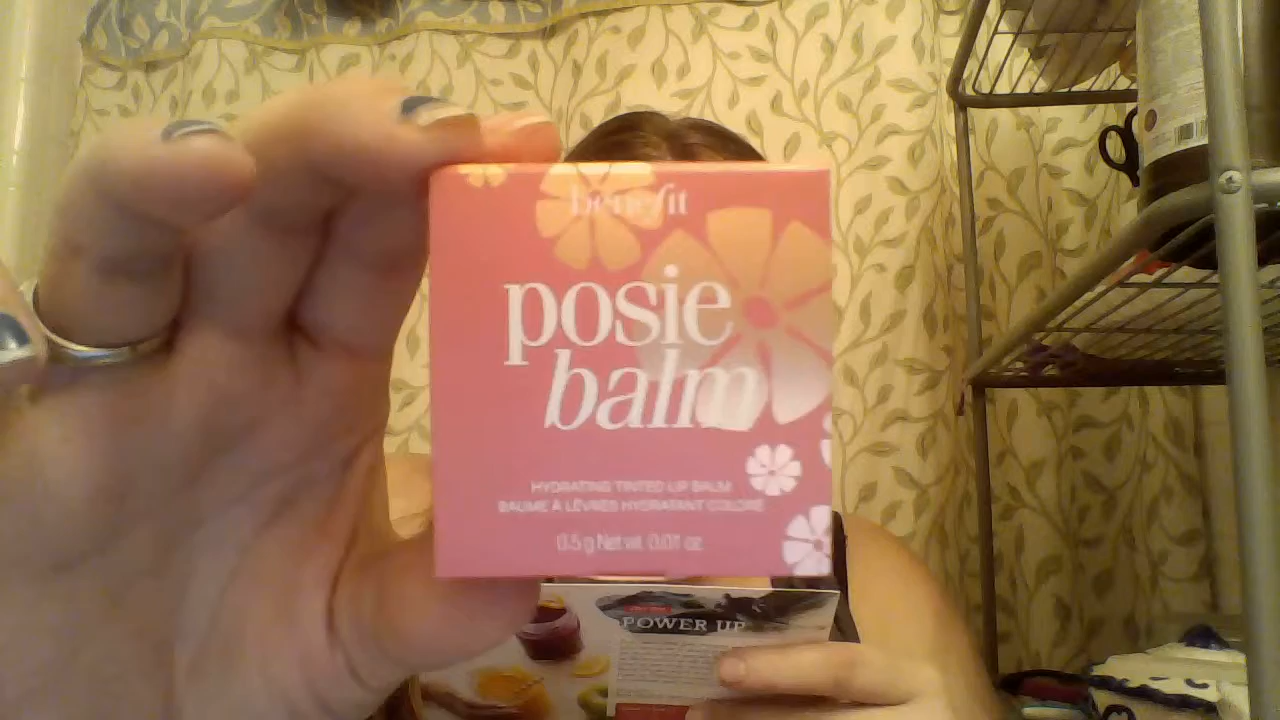 benefit
posie
balm
HYDRATING TINTED LIP BALM
BAUME À LÈVRES HYDRATANT COLORÉ
0.5 g Net wt. 0.01 oz.
POWER UP